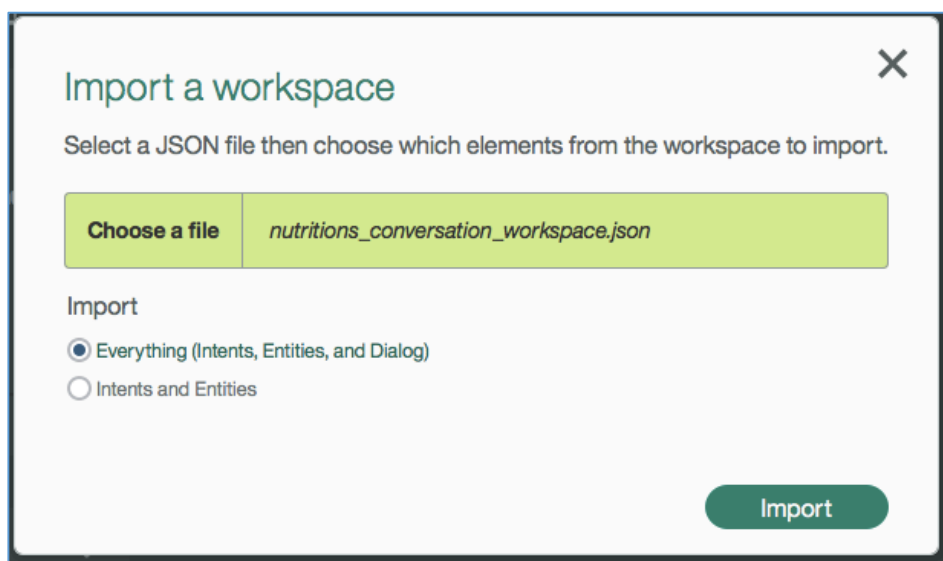 Import a workspace
Select a JSON file then choose which elements from the workspace to import.
Choose a file nutritions_conversation_workspace.json
Import
Everything (Intents, Entities, and Dialog)
Intents and Entities
Import